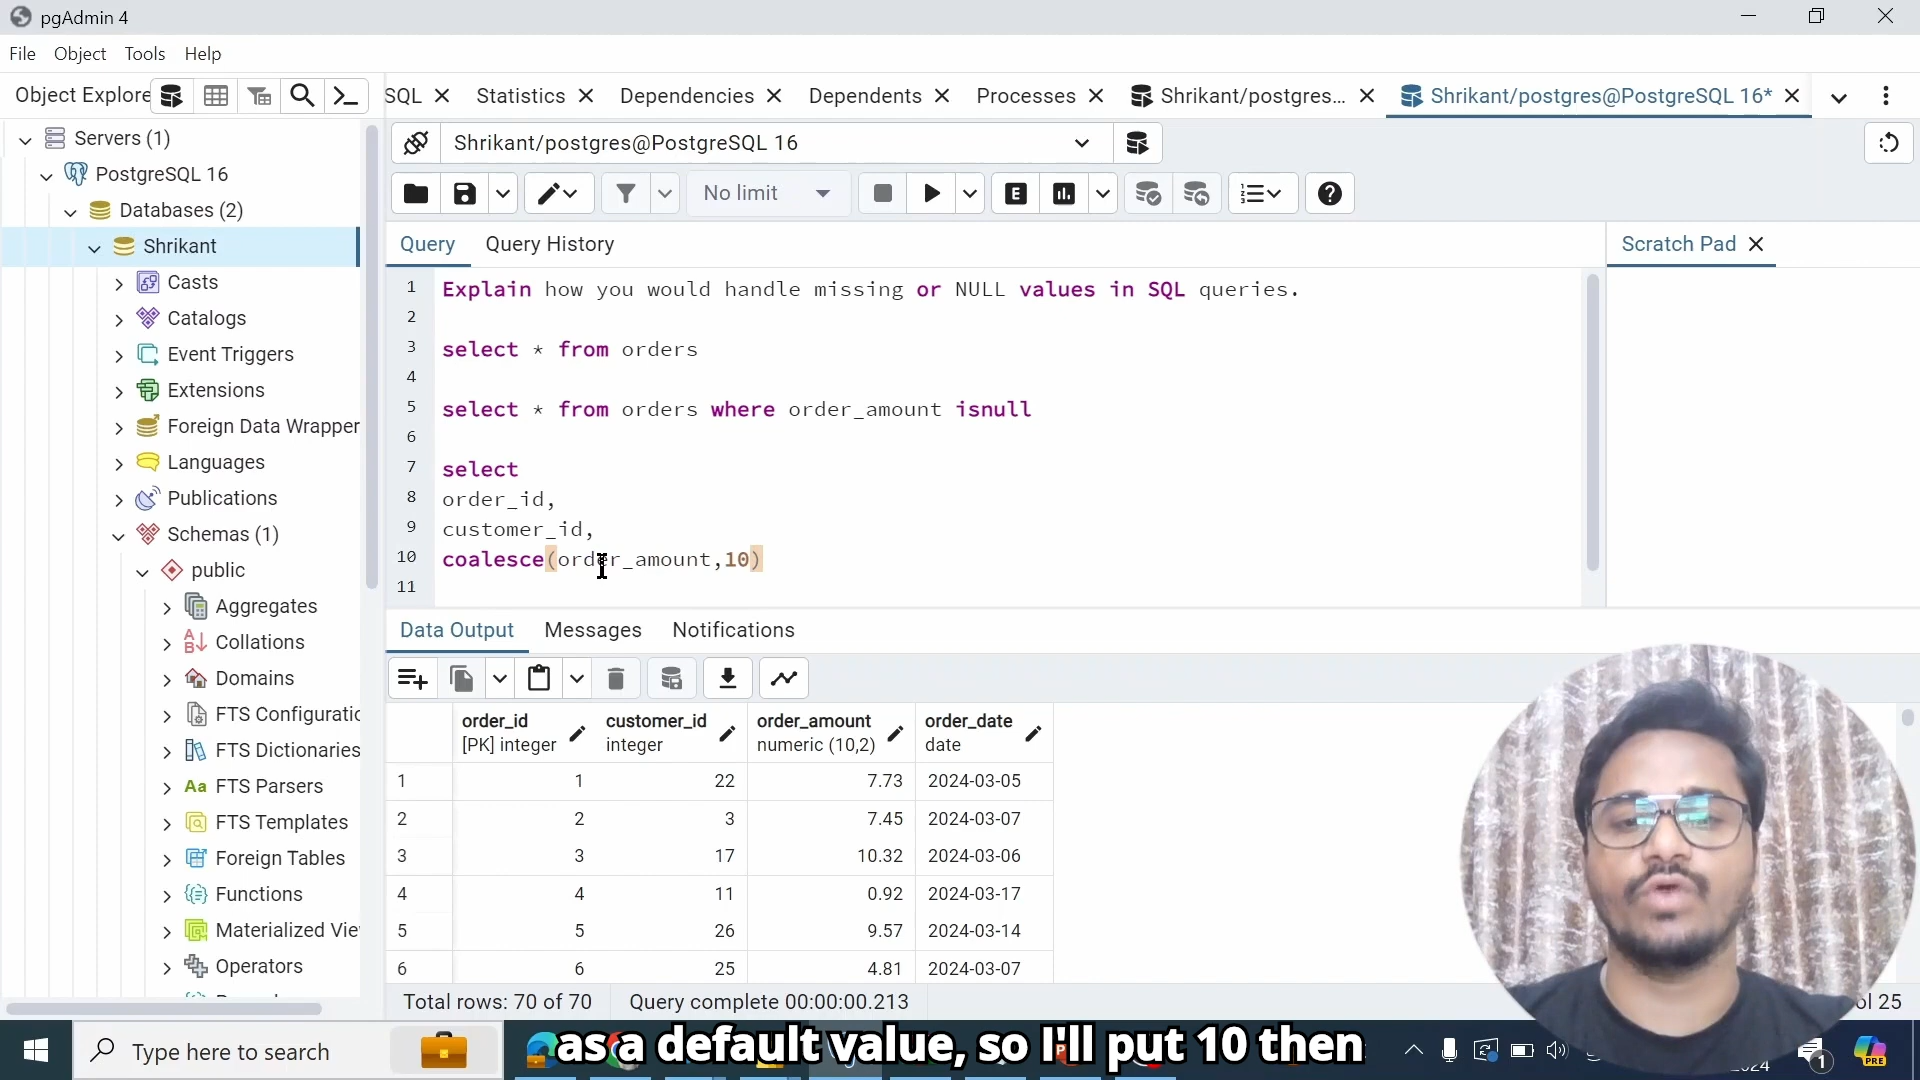 pgAdmin 4
File Object Tools Help
Object Explore
SQL Statistics Dependencies Dependents Processes Shrikant/postgres... Shrikant/postgres@PostgreSQL 16*
Servers (1)
PostgreSQL 16
Databases (2)
Shrikant
Casts
Catalogs
Event Triggers
Extensions
Foreign Data Wrapper
Languages
Publications
Schemas (1)
public
Aggregates
Collations
Domains
FTS Configuratic
FTS Dictionaries
Aa FTS Parsers
FTS Templates
Foreign Tables
Functions
Materialized Vie
Operators
Shrikant/postgres@PostgreSQL 16
No limit E
Query Query History
Scratch Pad
1 Explain how you would handle missing or NULL values in SQL queries.
2
3 select * from orders
4
5 select * from orders where order_amount isnull
6
7 select
8 order_id,
9 customer_id,
10 coalesce(order_amount,10)
11
Data Output Messages Notifications
order_id customer_id order_amount order_date
[PK] integer integer numeric (10,2) date
1 1 22 7.73 2024-03-05
2 2 3 7.45 2024-03-07
3 3 17 10.32 2024-03-06
4 4 11 0.92 2024-03-17
5 5 26 9.57 2024-03-14
6 6 25 4.81 2024-03-07
Total rows: 70 of 70 Query complete 00:00:00.213 ol 25
Type here to search
as a default value, so I'll put 10 then
2024
1
PRE